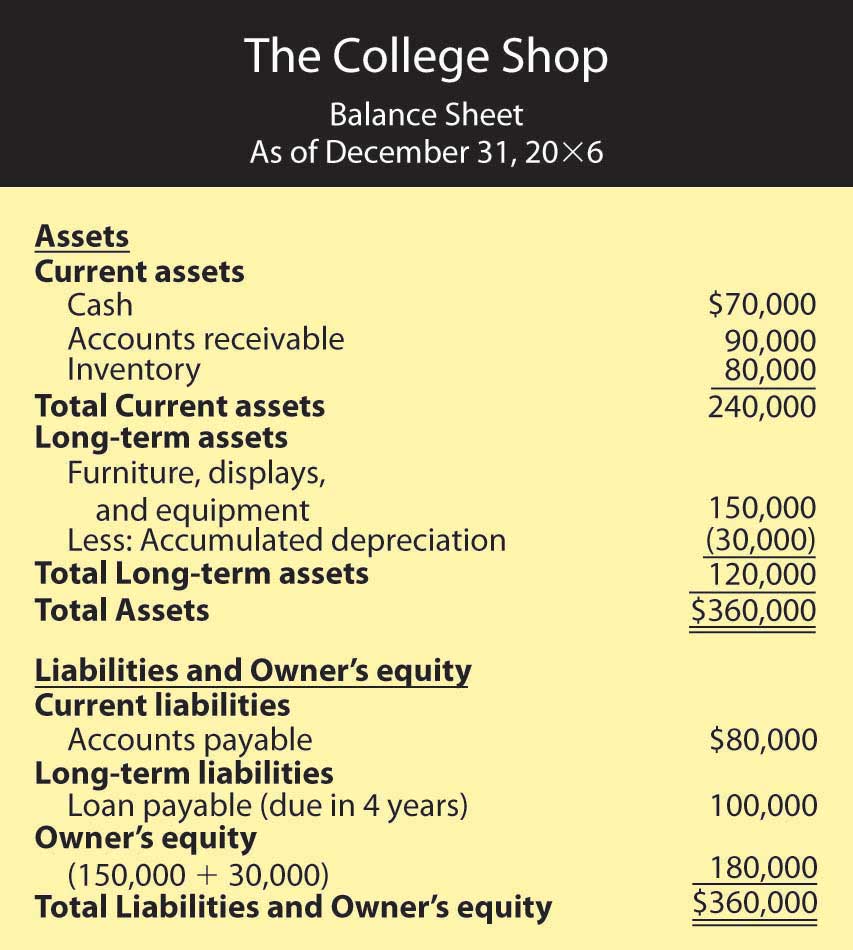 The College Shop
Balance Sheet
As of December 31, 20×6
Assets
Current assets
Cash $70,000
Accounts receivable 90,000
Inventory 80,000
Total Current assets 240,000
Long-term assets
Furniture, displays,
and equipment 150,000
Less: Accumulated depreciation (30,000)
Total Long-term assets 120,000
Total Assets $360,000
Liabilities and Owner’s equity
Current liabilities
Accounts payable $80,000
Long-term liabilities
Loan payable (due in 4 years) 100,000
Owner’s equity
(150,000 + 30,000) 180,000
Total Liabilities and Owner’s equity $360,000